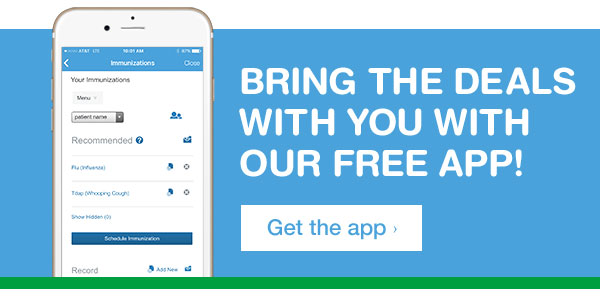 AT&T LTE 10:01 AM 87%
Immunizations Close
Your Immunizations
Menu
patient name
Recommended ?
Flu (Influenza)
Tdap (Whooping Cough)
Show Hidden (0)
Schedule Immunization
Record Add New
BRING THE DEALS
WITH YOU WITH
OUR FREE APP!
Get the app ›